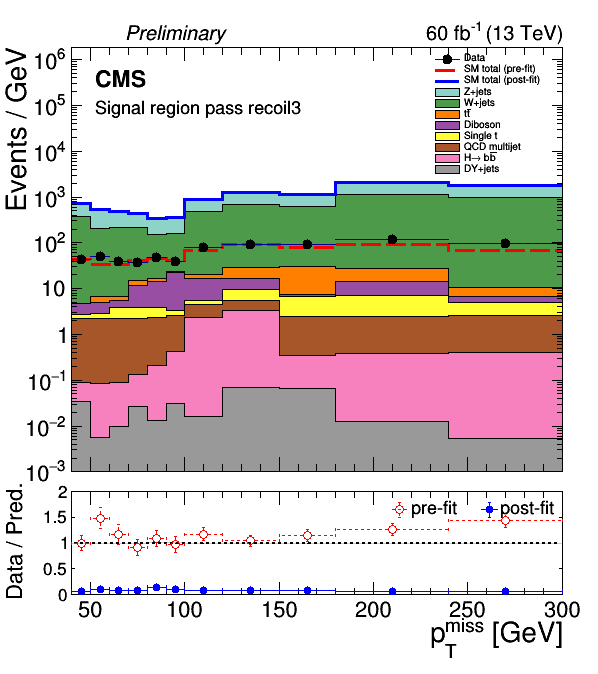 Preliminary 60 fb⁻¹ (13 TeV)
CMS
Signal region pass recoil3
Data
SM total (pre-fit)
SM total (post-fit)
Z+jets
W+jets
tt̅
Diboson
Single t
QCD multijet
H→ bb̅
DY+jets
Events / GeV
10⁶
10⁵
10⁴
10³
10²
10
1
10⁻¹
10⁻²
10⁻³
Data / Pred.
2
1.5
1
0.5
0
pre-fit post-fit
50 100 150 200 250 300
p_T^miss [GeV]